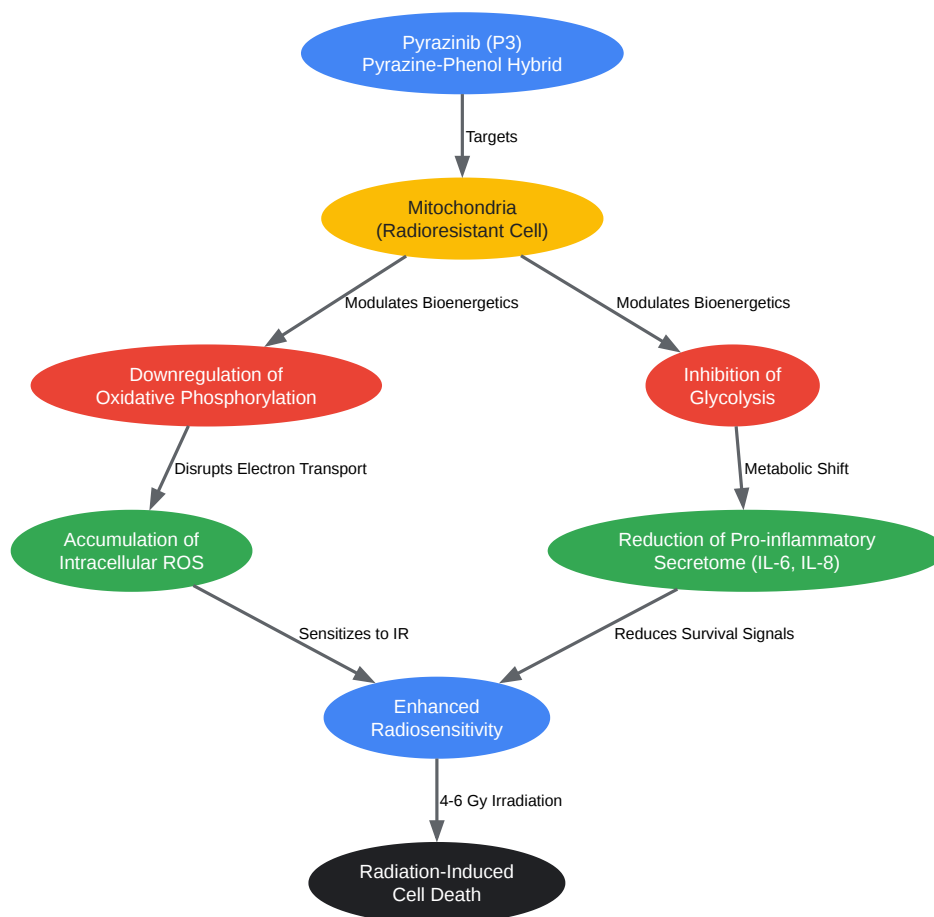 Pyrazinib (P3)
Pyrazine-Phenol Hybrid
Targets
Mitochondria
(Radioresistant Cell)
Modulates Bioenergetics
Modulates Bioenergetics
Downregulation of
Oxidative Phosphorylation
Inhibition of
Glycolysis
Disrupts Electron Transport
Metabolic Shift
Accumulation of
Intracellular ROS
Reduction of Pro-inflammatory
Secretome (IL-6, IL-8)
Sensitizes to IR
Reduces Survival Signals
Enhanced
Radiosensitivity
4-6 Gy Irradiation
Radiation-Induced
Cell Death